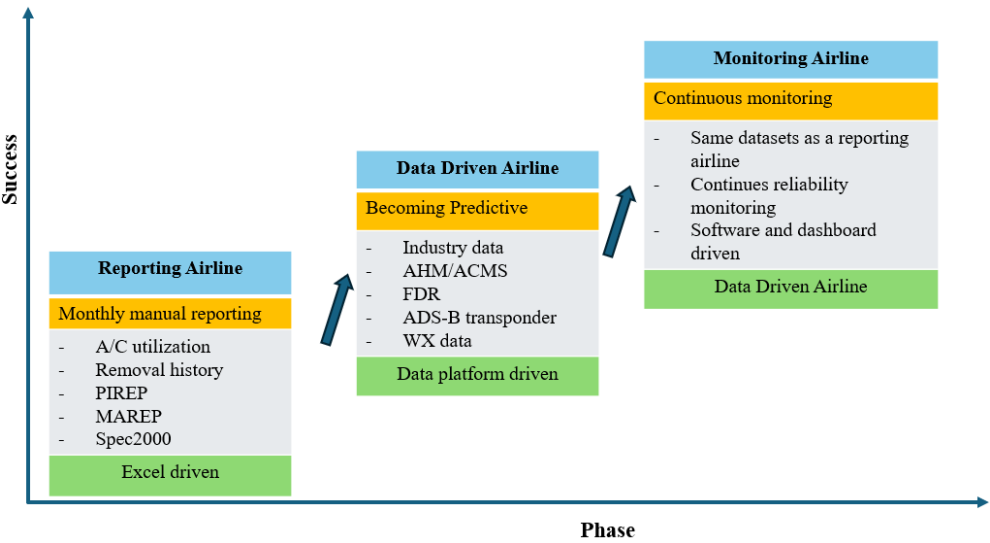 Success
Reporting Airline
Monthly manual reporting
- A/C utilization
- Removal history
- PIREP
- MAREP
- Spec2000
Excel driven
Data Driven Airline
Becoming Predictive
- Industry data
- AHM/ACMS
- FDR
- ADS-B transponder
- WX data
Data platform driven
Monitoring Airline
Continuous monitoring
- Same datasets as a reporting
airline
- Continues reliability
monitoring
- Software and dashboard
driven
Data Driven Airline
Phase